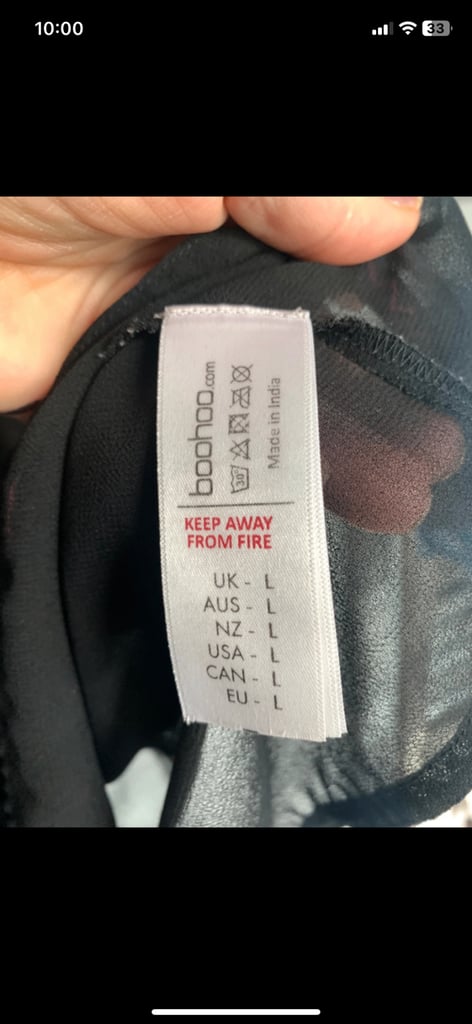 10:00
33
boohoo.com
30°
Made in India
KEEP AWAY
FROM FIRE
UK - L
AUS - L
NZ - L
USA - L
CAN - L
EU - L